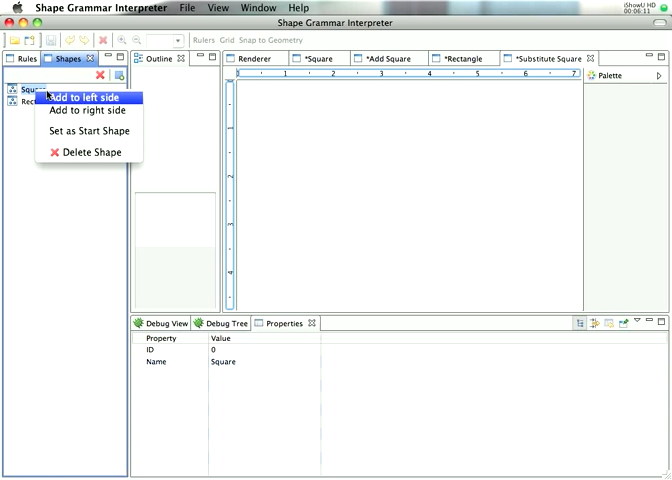 Shape Grammar Interpreter File View Window Help iShowU HD
00:06:11
Shape Grammar Interpreter
Rulers Grid Snap to Geometry
Rules Shapes Outline Renderer *Square *Add Square *Rectangle *Substitute Square
0 1 2 3 4 5 6 7
Palette
Square
Add to left side
Add to right side
Set as Start Shape
Delete Shape
1
2
3
4
Debug View Debug Tree Properties
Property Value
ID 0
Name Square